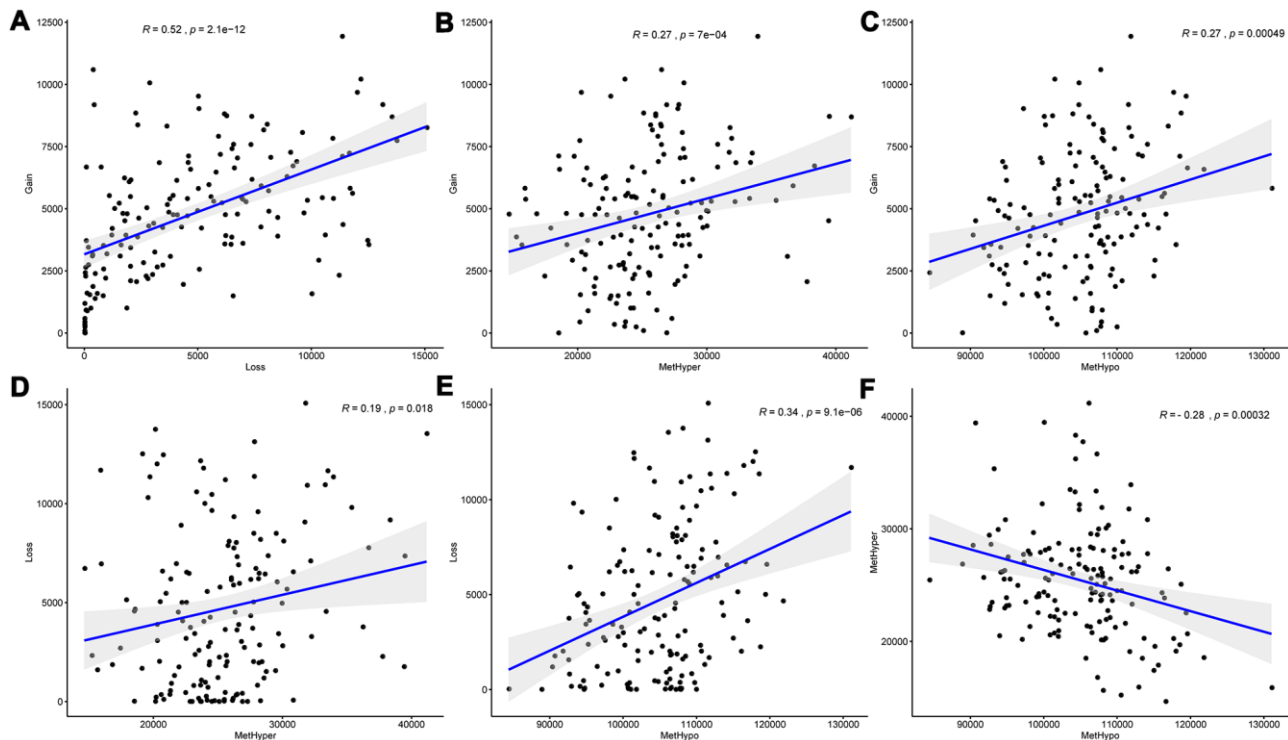 A
R = 0.52 , p = 2.1e−12
12500
10000
7500
5000
2500
0
Gain
0
5000
10000
15000
Loss
B
R = 0.27 , p = 7e−04
12500
10000
7500
5000
2500
0
Gain
20000
30000
40000
MetHyper
C
R = 0.27 , p = 0.00049
12500
10000
7500
5000
2500
0
Gain
90000
100000
110000
120000
130000
MetHypo
D
R = 0.19 , p = 0.018
15000
10000
5000
0
Loss
20000
30000
40000
MetHyper
E
R = 0.34 , p = 9.1e−06
15000
10000
5000
0
Loss
90000
100000
110000
120000
130000
MetHypo
F
R = - 0.28 , p = 0.00032
40000
30000
20000
MetHyper
90000
100000
110000
120000
130000
MetHypo